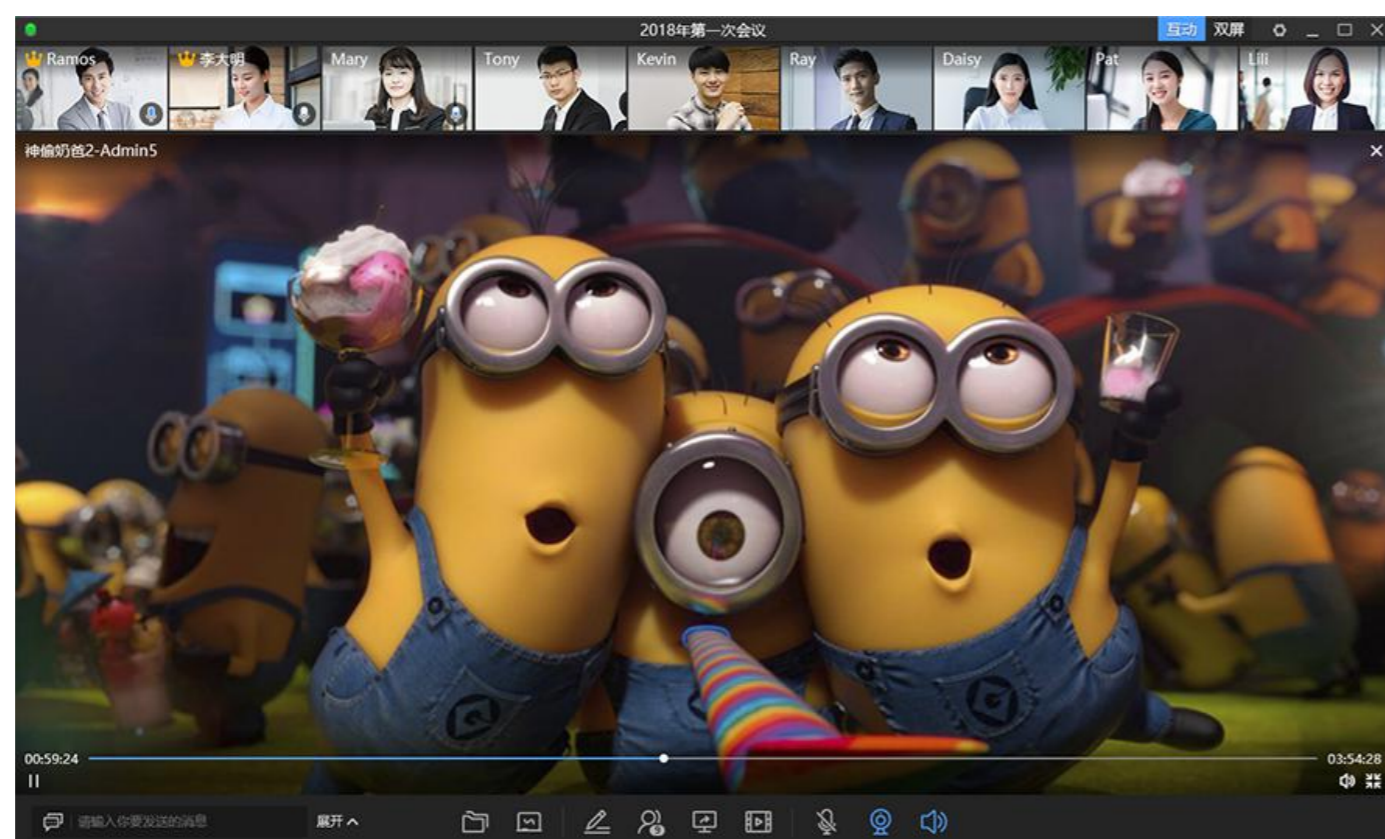 2018年第一次会议
互动 双屏
Ramos 李大明 Mary Tony Kevin Ray Daisy Pat Lili
神偷奶爸2-Admin5
00:59:24 03:54:28
请输入你要发送的消息 展开